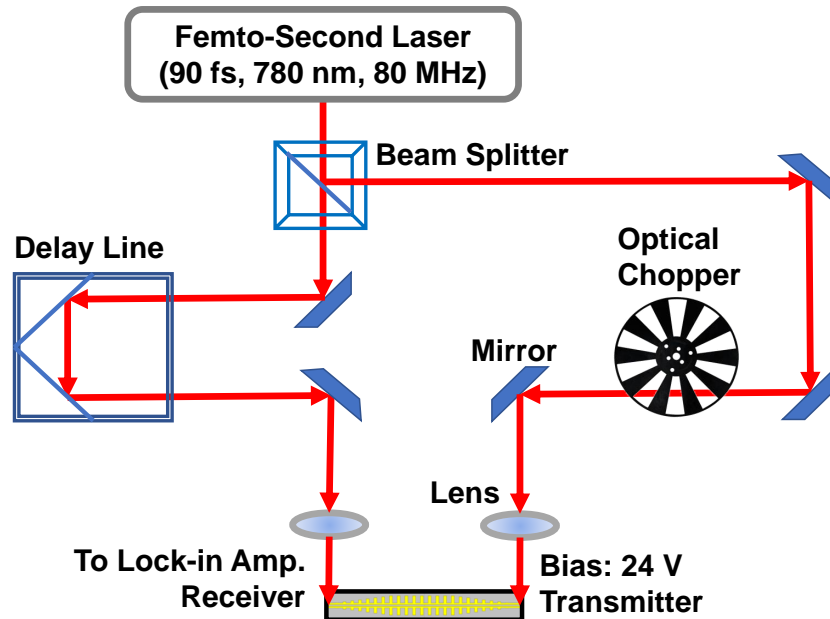 Femto-Second Laser
(90 fs, 780 nm, 80 MHz)
Beam Splitter
Delay Line
Optical
Chopper
Mirror
Lens
To Lock-in Amp.
Receiver
Bias: 24 V
Transmitter